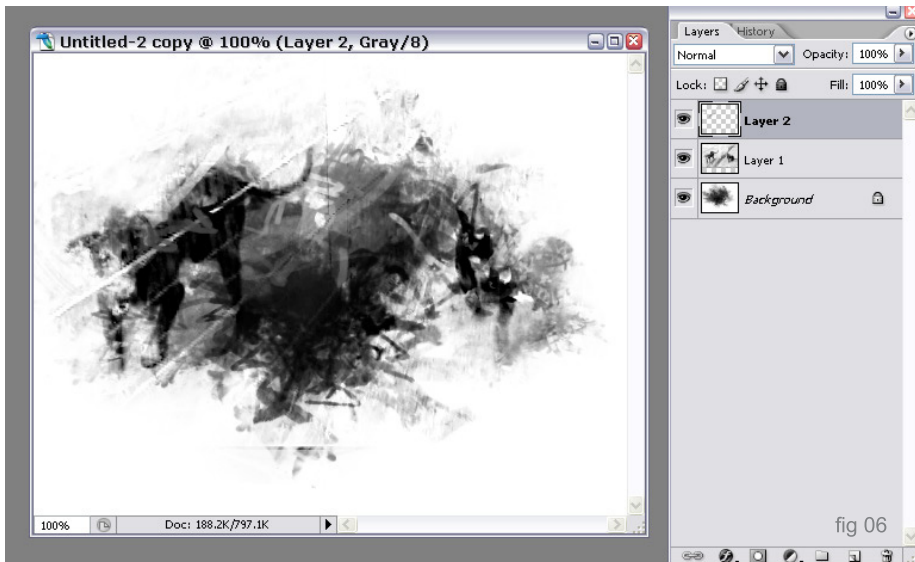 Untitled-2 copy @ 100% (Layer 2, Gray/8)
Layers History
Normal Opacity: 100%
Lock: Fill: 100%
Layer 2
Layer 1
Background
100% Doc: 188.2K/797.1K
fig 06